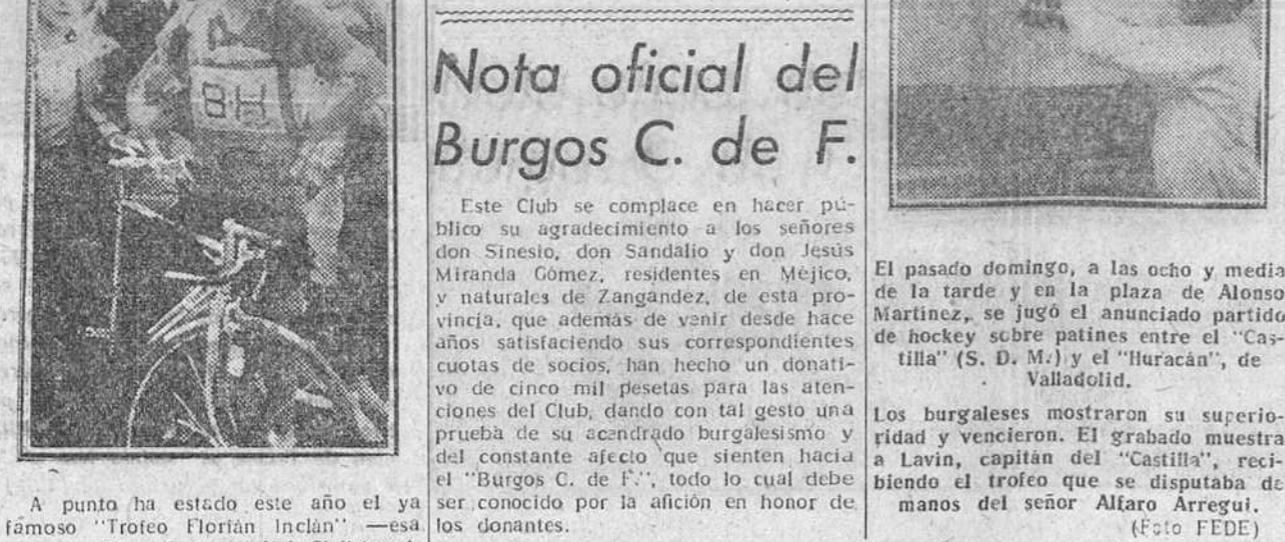 BH
A punto ha estado este año el ya
famoso "Trofeo Florián Inclán" —esa
Nota oficial del
Burgos C. de F.
Este Club se complace en hacer pú-
blico su agradecimiento a los señores
don Sinesio, don Sandalio y don Jesús
Miranda Gómez, residentes en Méjico,
y naturales de Zangández, de esta pro-
vincia, que además de venir desde hace
años satisfaciendo sus correspondientes
cuotas de socios, han hecho un donati-
vo de cinco mil pesetas para las aten-
ciones del Club, dando con tal gesto una
prueba de su acendrado burgalesismo y
del constante afecto que sienten hacia
el "Burgos C. de F.", todo lo cual debe
ser conocido por la afición en honor de
los donantes.
El pasado domingo, a las ocho y media
de la tarde y en la plaza de Alonso
Martínez, se jugó el anunciado partido
de hockey sobre patines entre el "Cas-
tilla" (S. D. M.) y el "Huracán", de
Valladolid.
Los burgaleses mostraron su superio-
ridad y vencieron. El grabado muestra
a Lavin, capitán del "Castilla", reci-
biendo el trofeo que se disputaba de
manos del señor Alfaro Arregui.
(Foto FEDE)